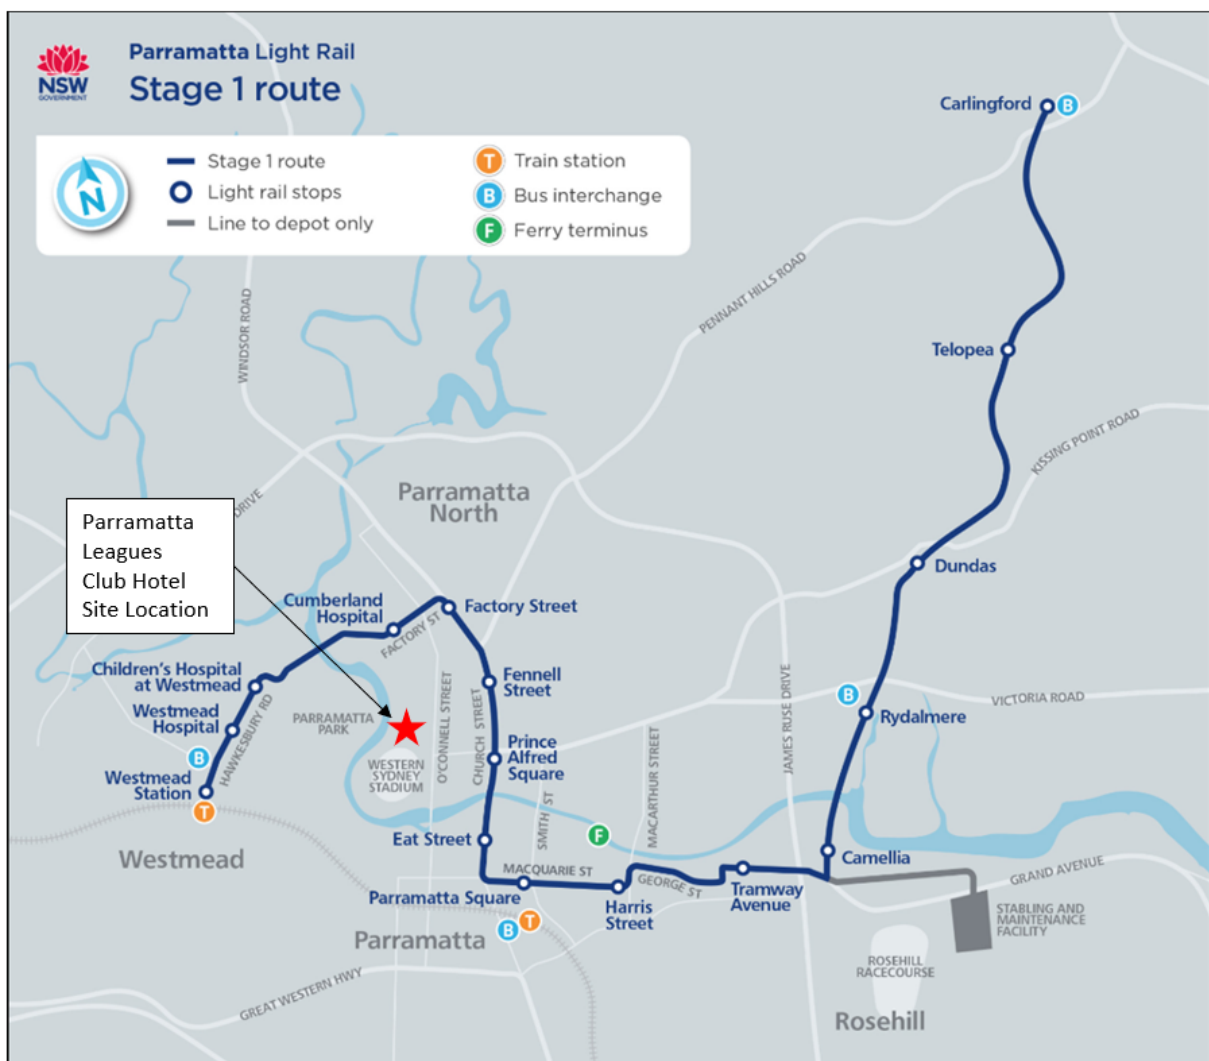 Parramatta Light Rail
Stage 1 route
NSW
GOVERNMENT
N
Stage 1 route
Light rail stops
Line to depot only
T Train station
B Bus interchange
F Ferry terminus
Carlingford
B
WINDSOR ROAD
PENNANT HILLS ROAD
Telopea
KISSING POINT ROAD
DRIVE
Parramatta
North
Parramatta
Leagues
Club Hotel
Site Location
Dundas
Cumberland
Hospital
Factory Street
FACTORY ST
Children's Hospital
at Westmead
Fennell
Street
Westmead
Hospital
HAWKESBURY RD
PARRAMATTA
PARK
O'CONNELL STREET
CHURCH STREET
JAMES RUSE DRIVE
VICTORIA ROAD
B
Rydalmere
Prince
Alfred
Square
MACARTHUR STREET
WESTERN
SYDNEY
STADIUM
B
Westmead
Station
T
SMITH ST
F
Westmead
Eat Street
Camellia
MACQUARIE ST
GEORGE ST
GRAND AVENUE
Parramatta Square
Harris
Street
Tramway
Avenue
STABLING AND
MAINTENANCE
FACILITY
B
T
Parramatta
ROSEHILL
RACECOURSE
GREAT WESTERN HWY
Rosehill